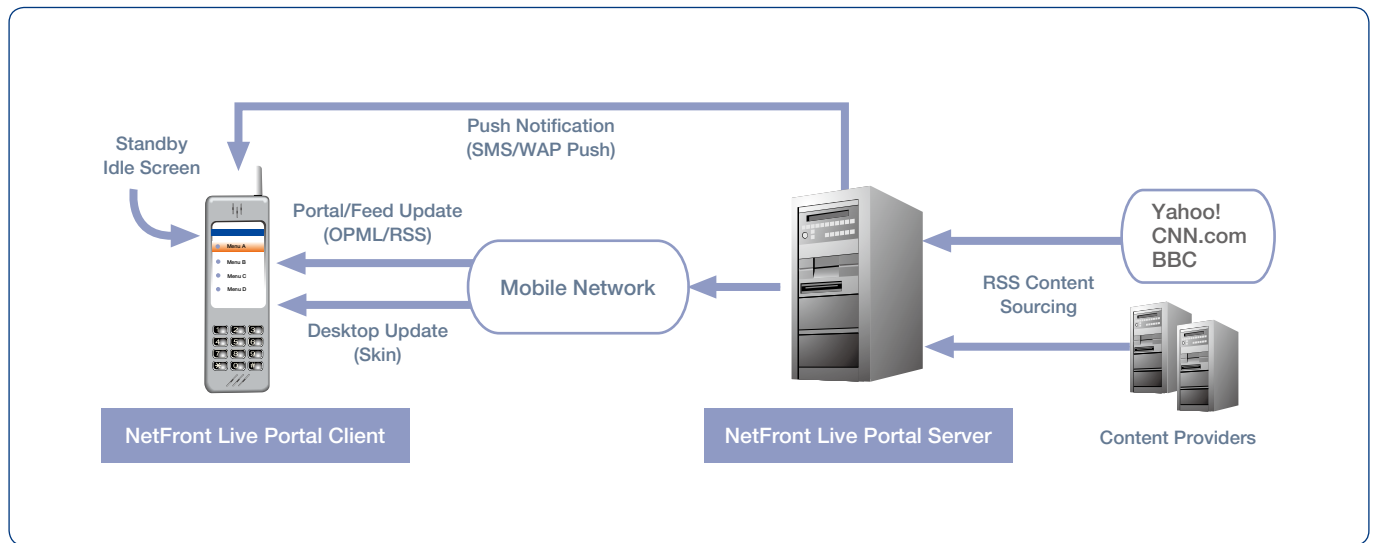 Push Notification
(SMS/WAP Push)
Standby
Idle Screen
Portal/Feed Update
(OPML/RSS)
Menu A
Menu B
Menu C
Menu D
Mobile Network
Desktop Update
(Skin)
Yahoo!
CNN.com
BBC
RSS Content
Sourcing
NetFront Live Portal Client
NetFront Live Portal Server
Content Providers